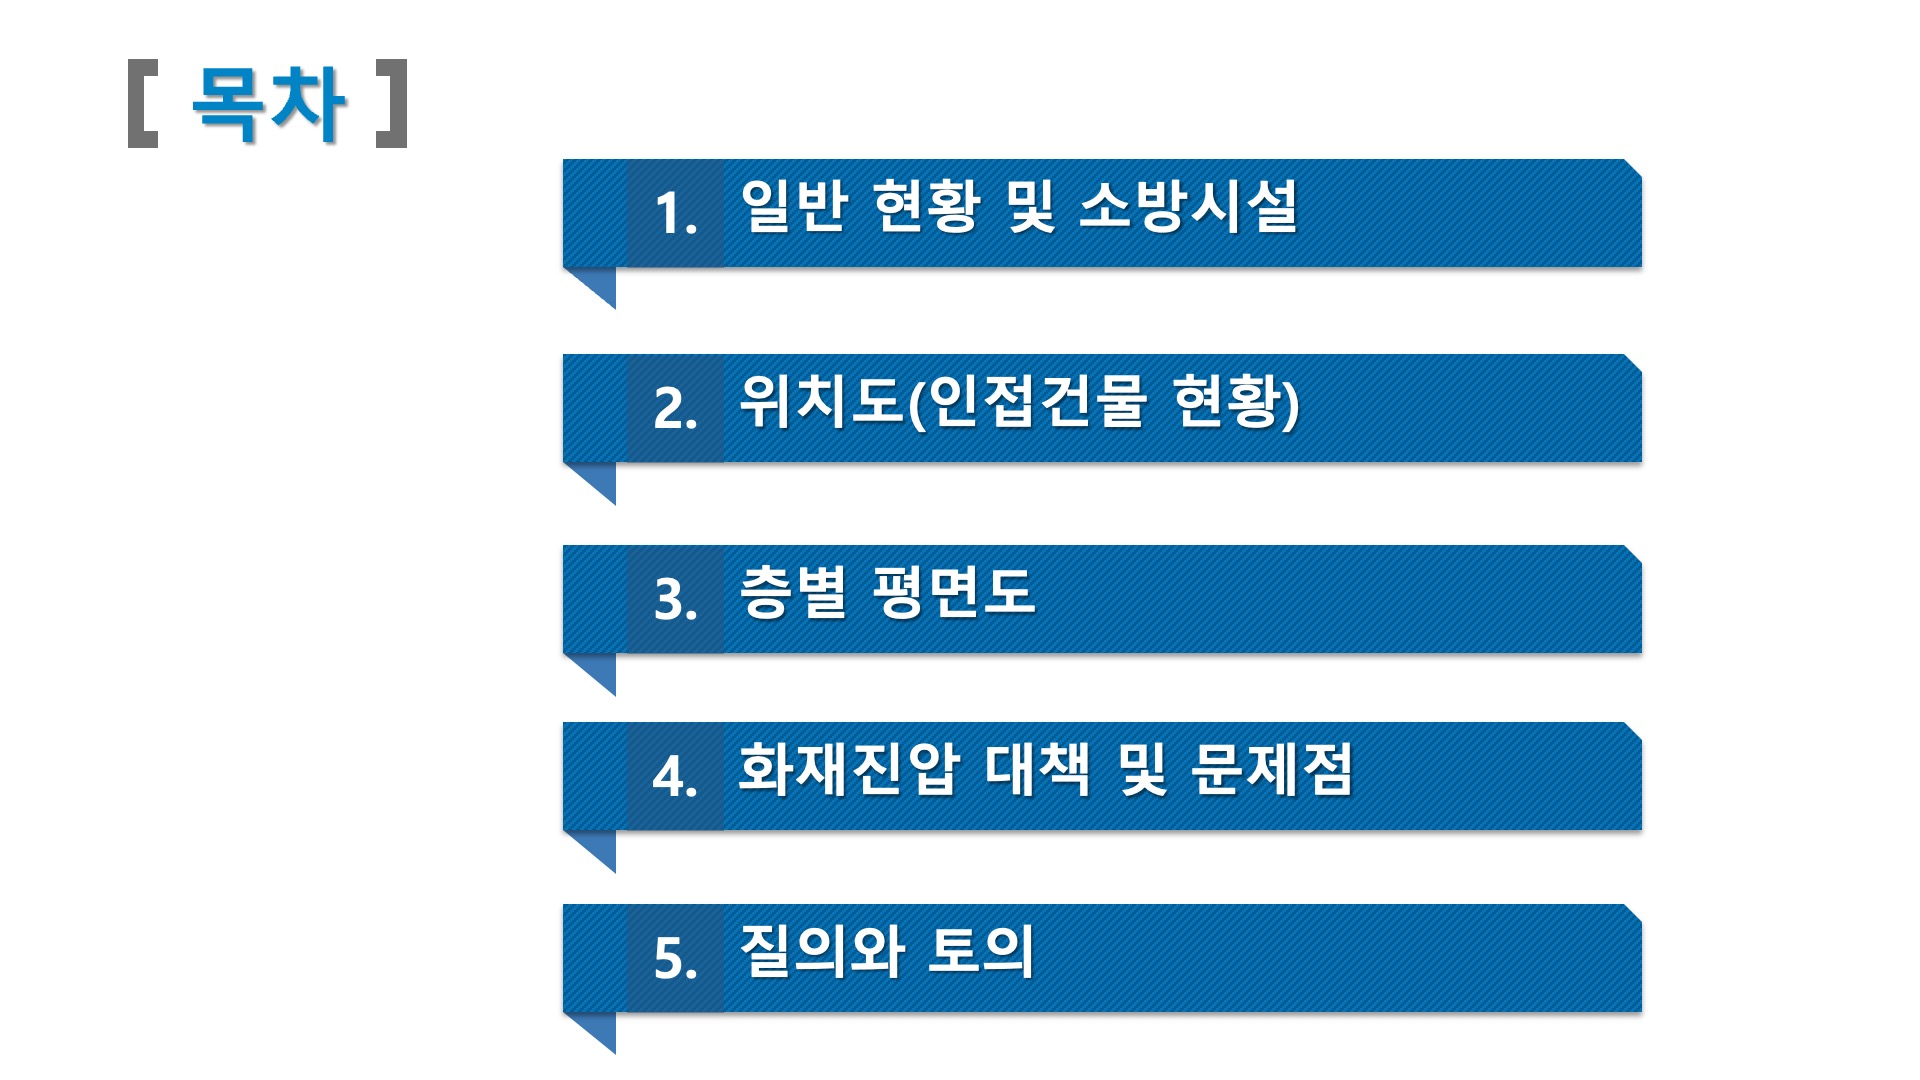 [ 목차 ]
1. 일반 현황 및 소방시설
2. 위치도(인접건물 현황)
3. 층별 평면도
4. 화재진압 대책 및 문제점
5. 질의와 토의